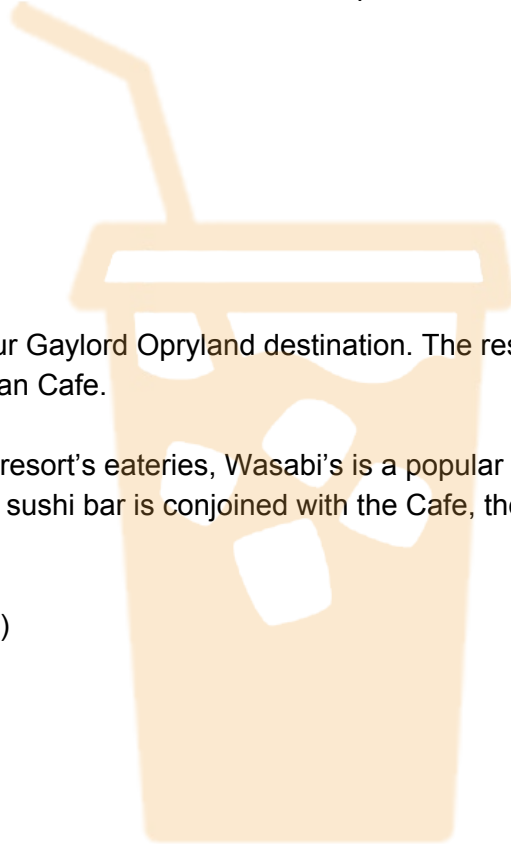 ur Gaylord Opryland destination. The res
an Cafe.
resort’s eateries, Wasabi’s is a popular
sushi bar is conjoined with the Cafe, the
)